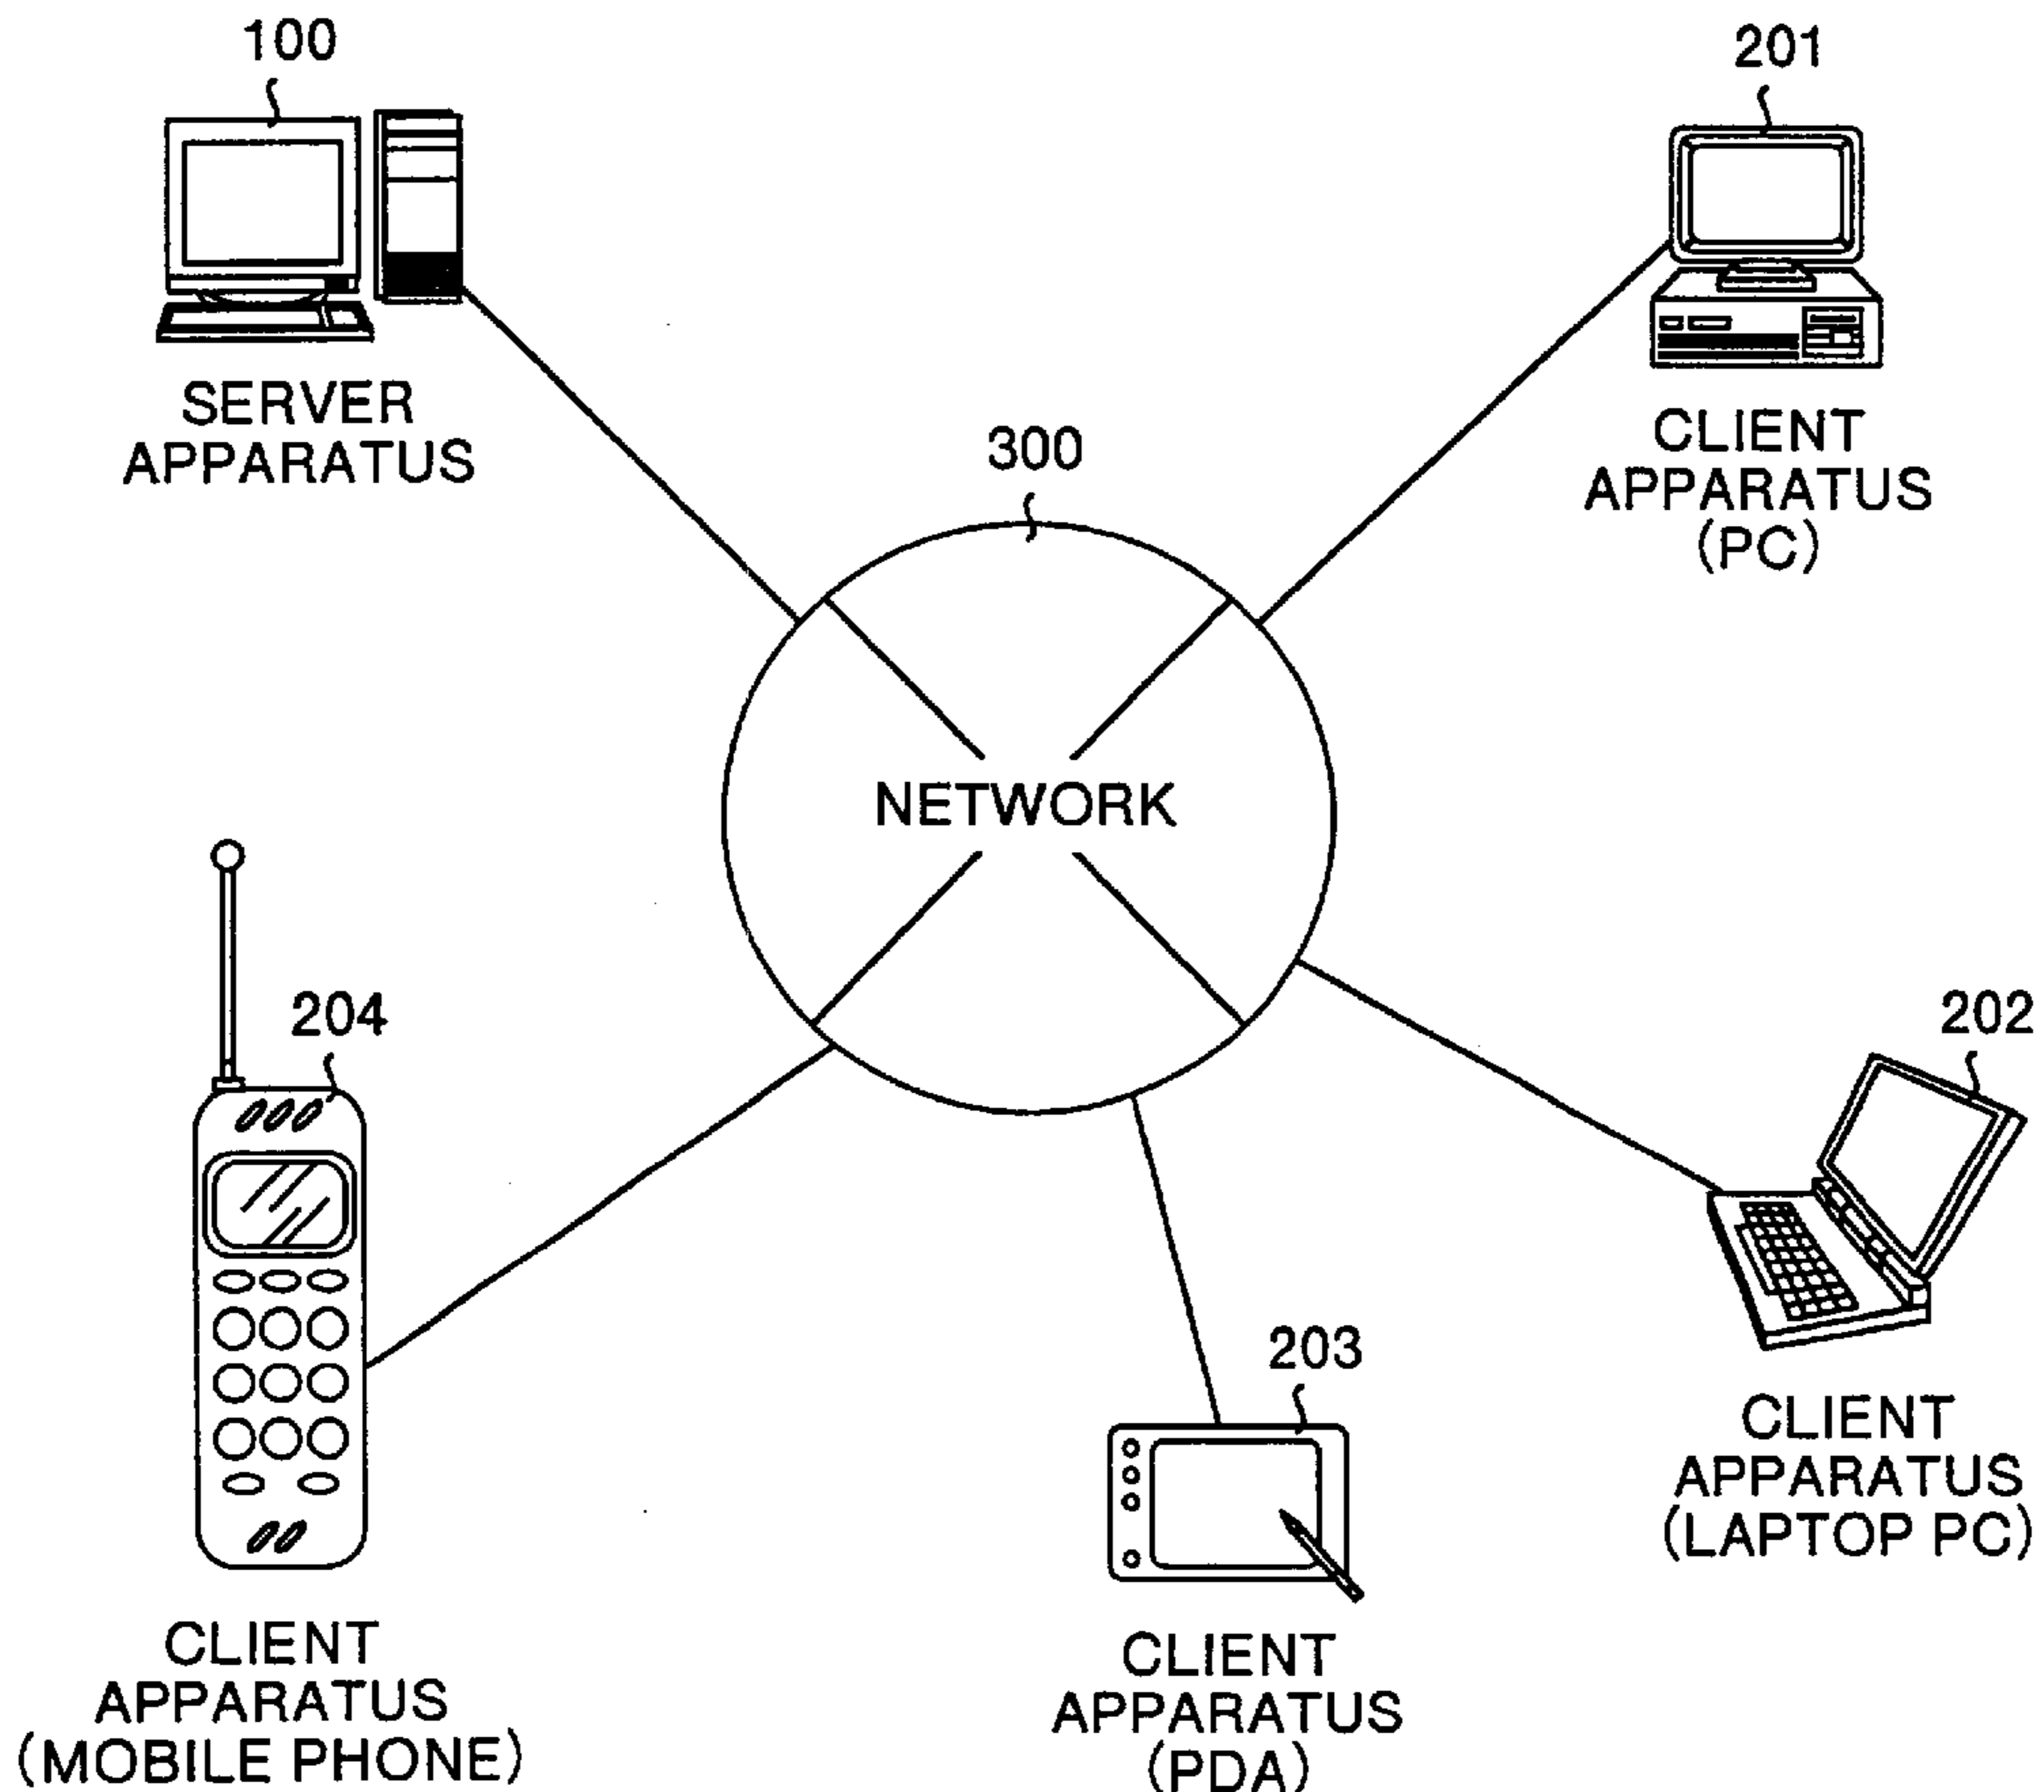 100
SERVER
APPARATUS
201
CLIENT
APPARATUS
(PC)
300
NETWORK
204
CLIENT
APPARATUS
(MOBILE PHONE)
203
CLIENT
APPARATUS
(PDA)
202
CLIENT
APPARATUS
(LAPTOP PC)